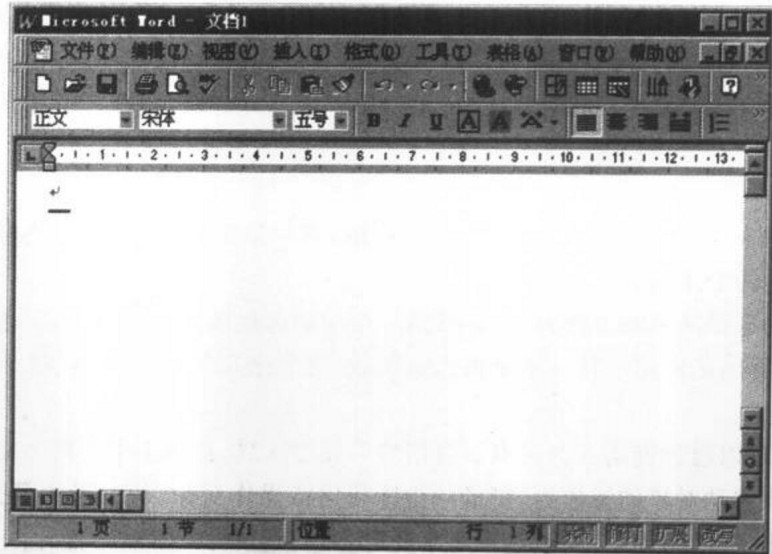 Microsoft Word - 文档1
文件(F) 编辑(E) 视图(V) 插入(I) 格式(O) 工具(T) 表格(A) 窗口(W) 帮助(H)
正文 宋体 五号 B I U A A
1 2 3 4 5 6 7 8 9 10 11 12 13
1 页 1 节 1/1 位置 行 1 列 录制 修订 扩展 改写